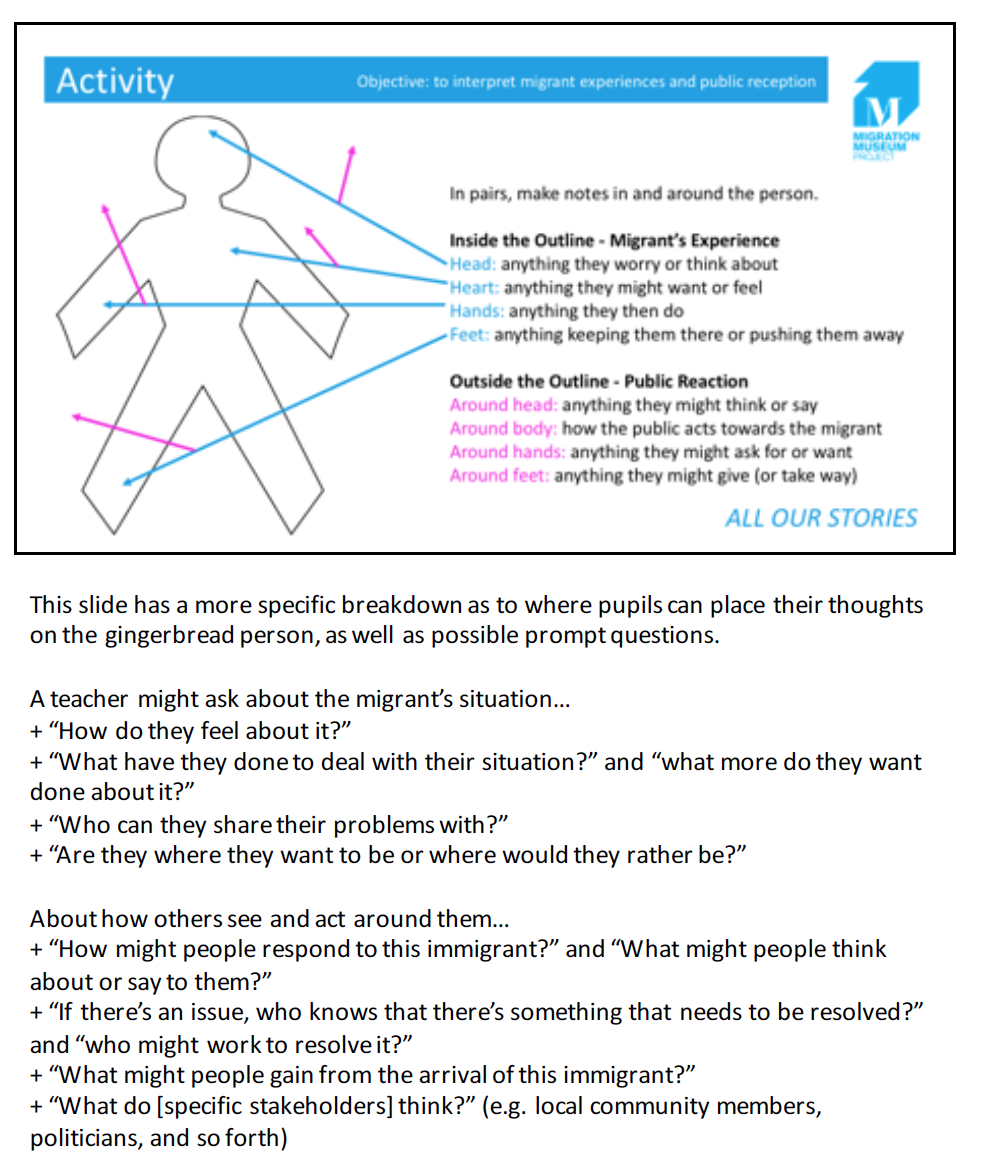 Activity
Objective: to interpret migrant experiences and public reception
M
MIGRATION
MUSEUM
PROJECT
In pairs, make notes in and around the person.
Inside the Outline - Migrant's Experience
Head: anything they worry or think about
Heart: anything they might want or feel
Hands: anything they then do
Feet: anything keeping them there or pushing them away
Outside the Outline - Public Reaction
Around head: anything they might think or say
Around body: how the public acts towards the migrant
Around hands: anything they might ask for or want
Around feet: anything they might give (or take way)
ALL OUR STORIES
This slide has a more specific breakdown as to where pupils can place their thoughts
on the gingerbread person, as well as possible prompt questions.
A teacher might ask about the migrant's situation...
+ “How do they feel about it?”
+ “What have they done to deal with their situation?” and “what more do they want
done about it?”
+ “Who can they share their problems with?”
+ “Are they where they want to be or where would they rather be?”
About how others see and act around them...
+ “How might people respond to this immigrant?” and “What might people think
about or say to them?”
+ “If there’s an issue, who knows that there’s something that needs to be resolved?”
and “who might work to resolve it?”
+ “What might people gain from the arrival of this immigrant?”
+ “What do [specific stakeholders] think?” (e.g. local community members,
politicians, and so forth)